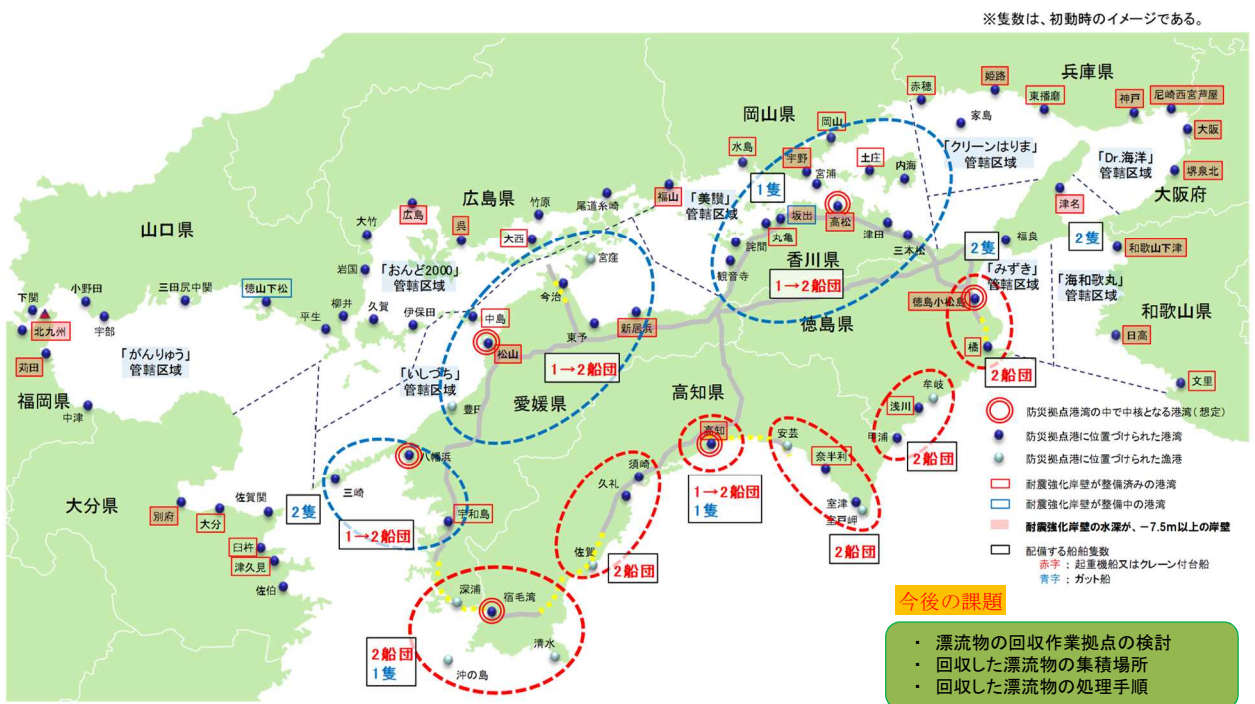 ※隻数は、初動時のイメージである。
兵庫県
姫路
赤穂
東播磨
神戸
尼崎西宮芦屋
岡山県
家島
大阪
岡山
「クリーンはりま」
管轄区域
「Dr.海洋」
管轄区域
水島
宇野
土庄
堺泉北
宮浦
内海
大阪府
福山
1隻
広島県
竹原
尾道糸崎
「美讃」
管轄区域
津名
広島
坂出
高松
山口県
大竹
呉
大西
丸亀
津田
2隻
福良
2隻
和歌山下津
詫間
三木松
宮窪
香川県
観音寺
「みずき」
管轄区域
「海和歌丸」
管轄区域
岩国
「おんど2000」
管轄区域
小野田
三田尻中関
徳山下松
今治
1→2船団
徳島小松島
下関
柳井
久賀
伊保田
中島
徳島県
和歌山県
北九州
宇部
平生
東予
新居浜
日高
松山
橘
苅田
「がんりゅう」
管轄区域
1→2船団
2船団
「いしづち」
管轄区域
高知県
牟岐
文里
福岡県
中津
豊田
愛媛県
浅川
高知
安芸
甲浦
八幡浜
奈半利
2船団
須崎
三崎
久礼
1→2船団
1隻
室津
室戸岬
大分県
佐賀関
2隻
別府
大分
宇和島
1→2船団
臼杵
2船団
津久見
佐賀
2船団
佐伯
深浦
宿毛湾
清水
2船団
1隻
沖の島
防災拠点港湾の中で中核となる港湾(想定)
防災拠点港に位置づけられた港湾
防災拠点港に位置づけられた漁港
耐震強化岸壁が整備済みの港湾
耐震強化岸壁が整備中の港湾
耐震強化岸壁の水深が、-7.5m以上の岸壁
配備する船舶隻数
赤字 : 起重機船又はクレーン付台船
青字 : ガット船
今後の課題
・ 漂流物の回収作業拠点の検討
・ 回収した漂流物の集積場所
・ 回収した漂流物の処理手順